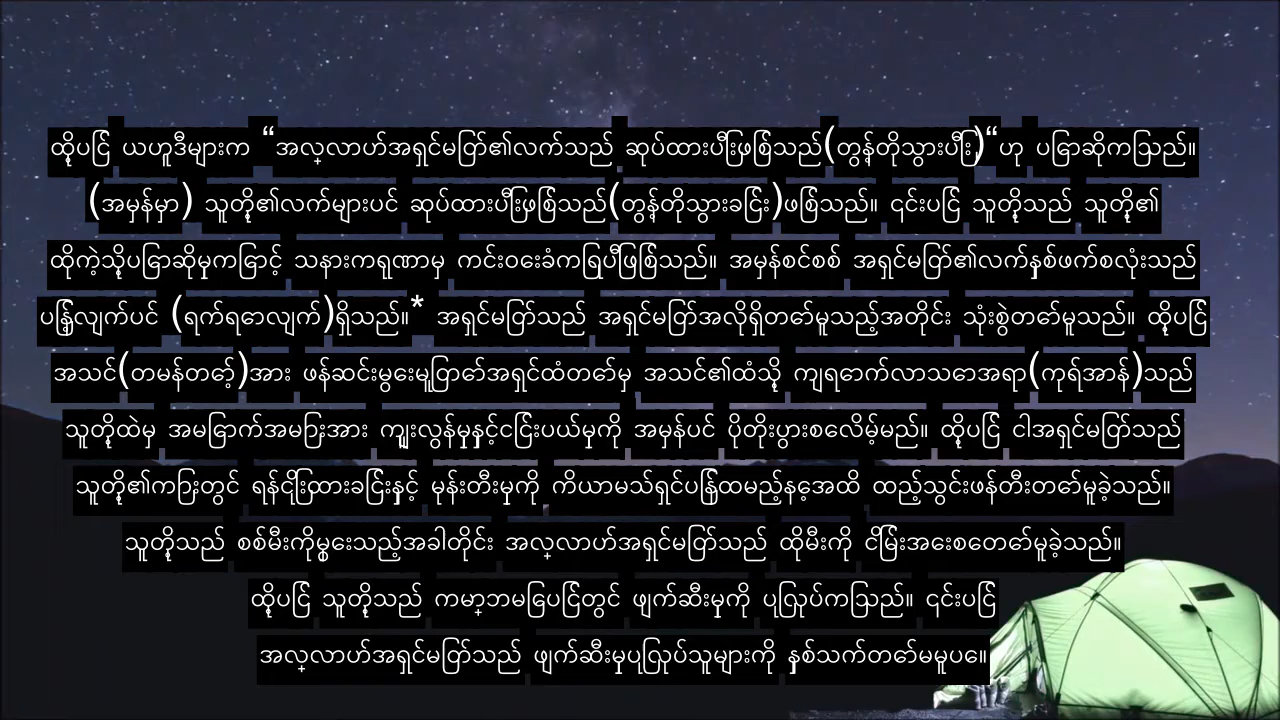 ထို့ပြင် ယဟူဒီများက “အလ္လာဟ်အရှင်မြတ်၏လက်သည် ဆုပ်ထားပြီးဖြစ်သည်(တွန့်တိုသွားပြီး)“ဟု ပြောဆိုကြသည်။
(အမှန်မှာ) သူတို့၏လက်များပင် ဆုပ်ထားပြီးဖြစ်သည်(တွန့်တိုသွားခြင်း)ဖြစ်သည်။ ၎င်းပြင် သူတို့သည် သူတို့၏
ထိုကဲ့သို့ပြောဆိုမှုကြောင့် သနားကရုဏာမှ ကင်းဝေးခံကြရပြီဖြစ်သည်။ အမှန်စင်စစ် အရှင်မြတ်၏လက်နှစ်ဖက်စလုံးသည်
ပြန့်လျက်ပင် (ရက်ရောလျက်)ရှိသည်။* အရှင်မြတ်သည် အရှင်မြတ်အလိုရှိတော်မူသည့်အတိုင်း သုံးစွဲတော်မူသည်။ ထို့ပြင်
အသင်(တမန်တော့်)အား ဖန်ဆင်းမွေးမြူတော်အရှင်ထံတော်မှ အသင်၏ထံသို့ ကျရောက်လာသောအရာ(ကုရ်အာန်)သည်
သူတို့ထဲမှ အမြောက်အမြားအား ကျူးလွန်မှုနှင့်ငြင်းပယ်မှုကို အမှန်ပင် ပိုတိုးပွားစေလိမ့်မည်။ ထို့ပြင် ငါအရှင်မြတ်သည်
သူတို့၏ကြားတွင် ရန်ငြိုးထားခြင်းနှင့် မုန်းတီးမှုကို ကိယာမသ်ရှင်ပြန်ထမည့်နေ့အထိ ထည့်သွင်းဖန်တီးတော်မူခဲ့သည်။
သူတို့သည် စစ်မီးကိုမွှေးသည့်အခါတိုင်း အလ္လာဟ်အရှင်မြတ်သည် ထိုမီးကို ငြိမ်းအေးစေတော်မူခဲ့သည်။
ထို့ပြင် သူတို့သည် ကမ္ဘာမြေပြင်တွင် ဖျက်ဆီးမှုကို ပြုလုပ်ကြသည်။ ၎င်းပြင်
အလ္လာဟ်အရှင်မြတ်သည် ဖျက်ဆီးမှုပြုလုပ်သူများကို နှစ်သက်တော်မမူပေ။